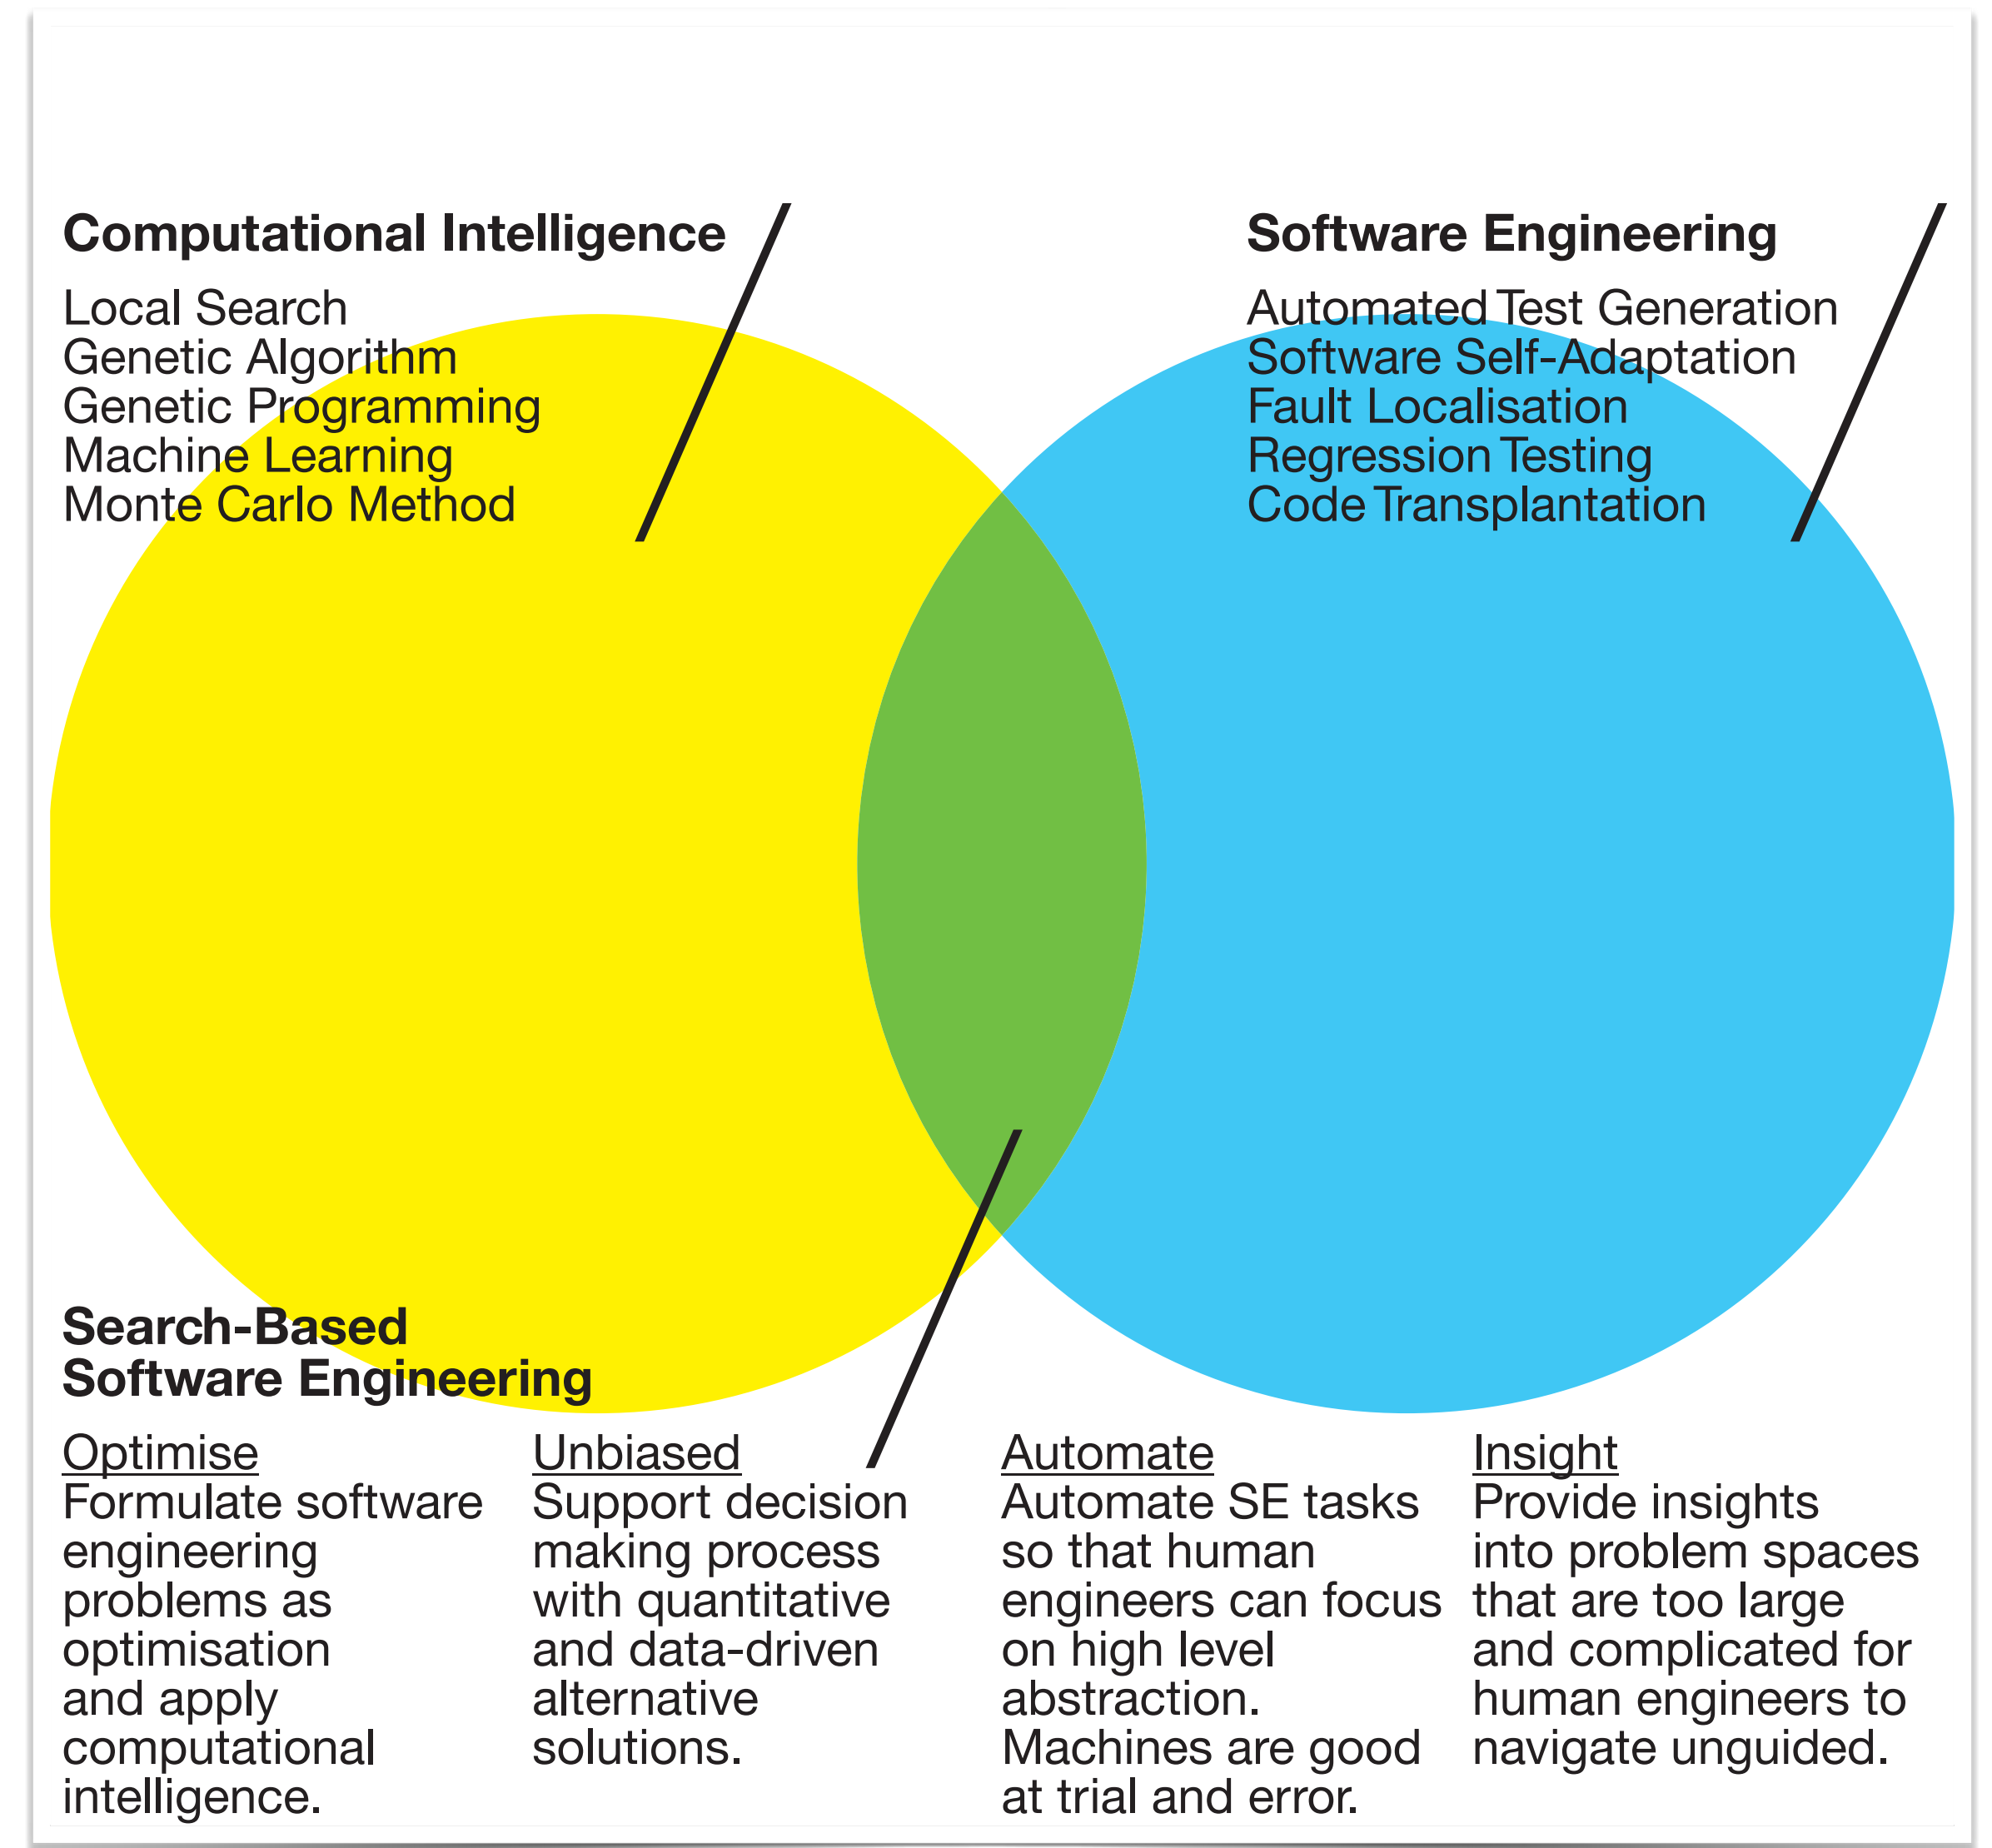 Computational Intelligence
Local Search
Genetic Algorithm
Genetic Programming
Machine Learning
Monte Carlo Method
Software Engineering
Automated Test Generation
Software Self-Adaptation
Fault Localisation
Regression Testing
Code Transplantation
Search-Based
Software Engineering
Optimise
Formulate software
engineering
problems as
optimisation
and apply
computational
intelligence.
Unbiased
Support decision
making process
with quantitative
and data-driven
alternative
solutions.
Automate
Automate SE tasks
so that human
engineers can focus
on high level
abstraction.
Machines are good
at trial and error.
Insight
Provide insights
into problem spaces
that are too large
and complicated for
human engineers to
navigate unguided.